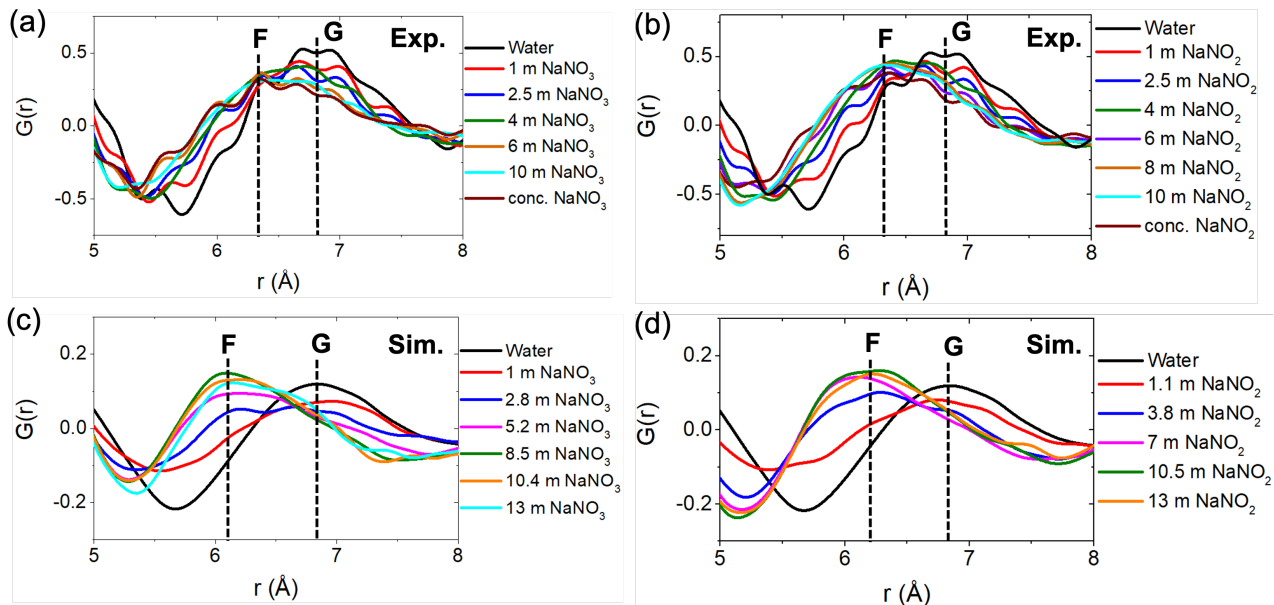 (a)
F
G
Exp.
Water
1 m NaNO₃
2.5 m NaNO₃
4 m NaNO₃
6 m NaNO₃
10 m NaNO₃
conc. NaNO₃
G(r)
0.5
0.0
-0.5
5
6
7
8
r (Å)
(b)
F
G
Exp.
Water
1 m NaNO₂
2.5 m NaNO₂
4 m NaNO₂
6 m NaNO₂
8 m NaNO₂
10 m NaNO₂
conc. NaNO₂
G(r)
0.5
0.0
-0.5
5
6
7
8
r (Å)
(c)
F
G
Sim.
Water
1 m NaNO₃
2.8 m NaNO₃
5.2 m NaNO₃
8.5 m NaNO₃
10.4 m NaNO₃
13 m NaNO₃
G(r)
0.2
0.0
-0.2
5
6
7
8
r (Å)
(d)
F
G
Sim.
Water
1.1 m NaNO₂
3.8 m NaNO₂
7 m NaNO₂
10.5 m NaNO₂
13 m NaNO₂
G(r)
0.2
0.0
-0.2
5
6
7
8
r (Å)